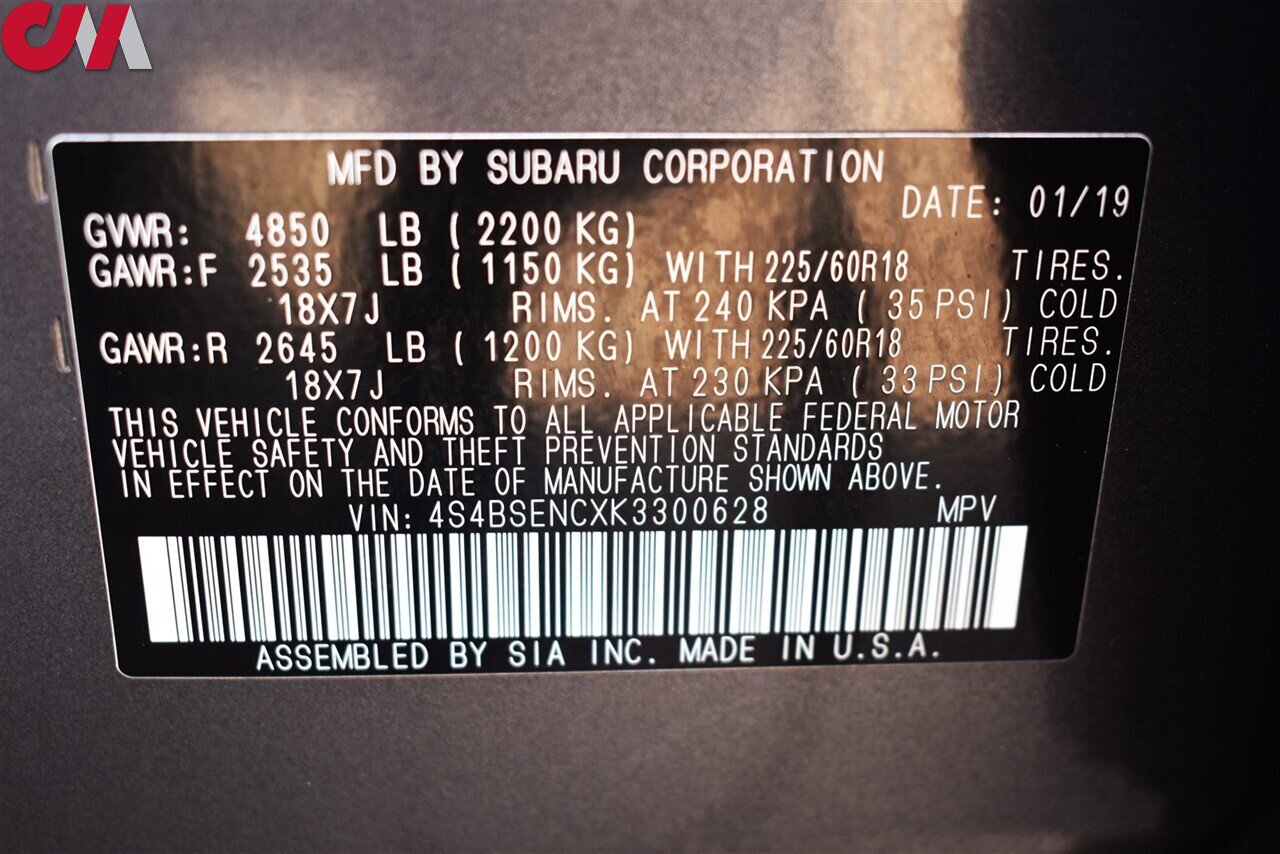 CM
MFD BY SUBARU CORPORATION
DATE: 01/19
GVWR: 4850 LB ( 2200 KG)
GAWR:F 2535 LB ( 1150 KG) WITH 225/60R18 TIRES.
18X7J RIMS. AT 240 KPA ( 35 PSI) COLD
GAWR:R 2645 LB ( 1200 KG) WITH 225/60R18 TIRES.
18X7J RIMS. AT 230 KPA ( 33 PSI) COLD
THIS VEHICLE CONFORMS TO ALL APPLICABLE FEDERAL MOTOR
VEHICLE SAFETY AND THEFT PREVENTION STANDARDS
IN EFFECT ON THE DATE OF MANUFACTURE SHOWN ABOVE.
VIN: 4S4BSENCXK3300628 MPV
ASSEMBLED BY SIA INC. MADE IN U.S.A.